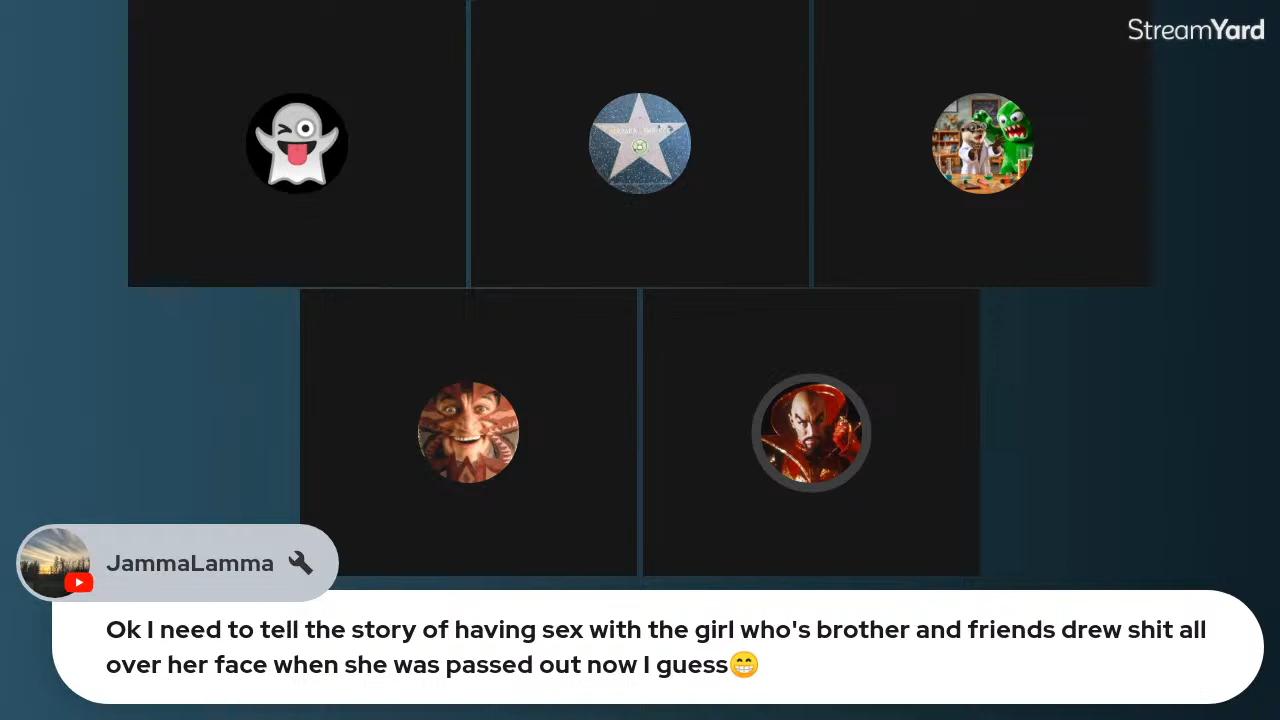 StreamYard
JammaLamma
Ok I need to tell the story of having sex with the girl who's brother and friends drew shit all
over her face when she was passed out now I guess😁